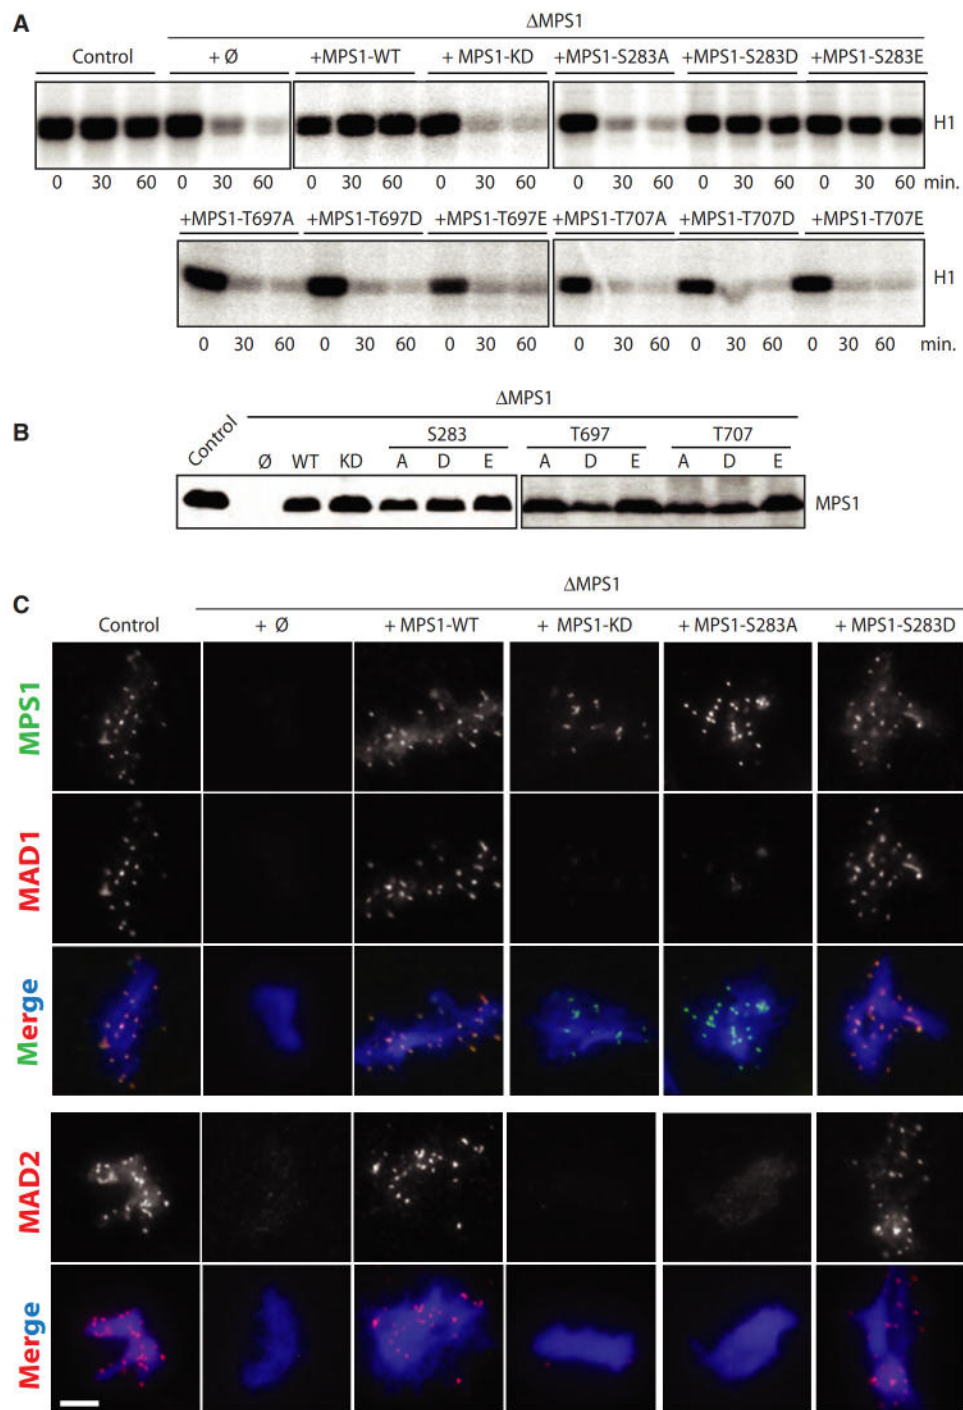 A
ΔMPS1
Control + Ø +MPS1-WT + MPS1-KD +MPS1-S283A +MPS1-S283D +MPS1-S283E
H1
0 30 60 0 30 60 0 30 60 0 30 60 0 30 60 0 30 60 0 30 60 min.
+MPS1-T697A +MPS1-T697D +MPS1-T697E +MPS1-T707A +MPS1-T707D +MPS1-T707E
H1
0 30 60 0 30 60 0 30 60 0 30 60 0 30 60 0 30 60 min.
B
ΔMPS1
S283 T697 T707
Control Ø WT KD A D E A D E A D E
MPS1
C
ΔMPS1
Control + Ø + MPS1-WT + MPS1-KD + MPS1-S283A + MPS1-S283D
MPS1
MAD1
Merge
MAD2
Merge